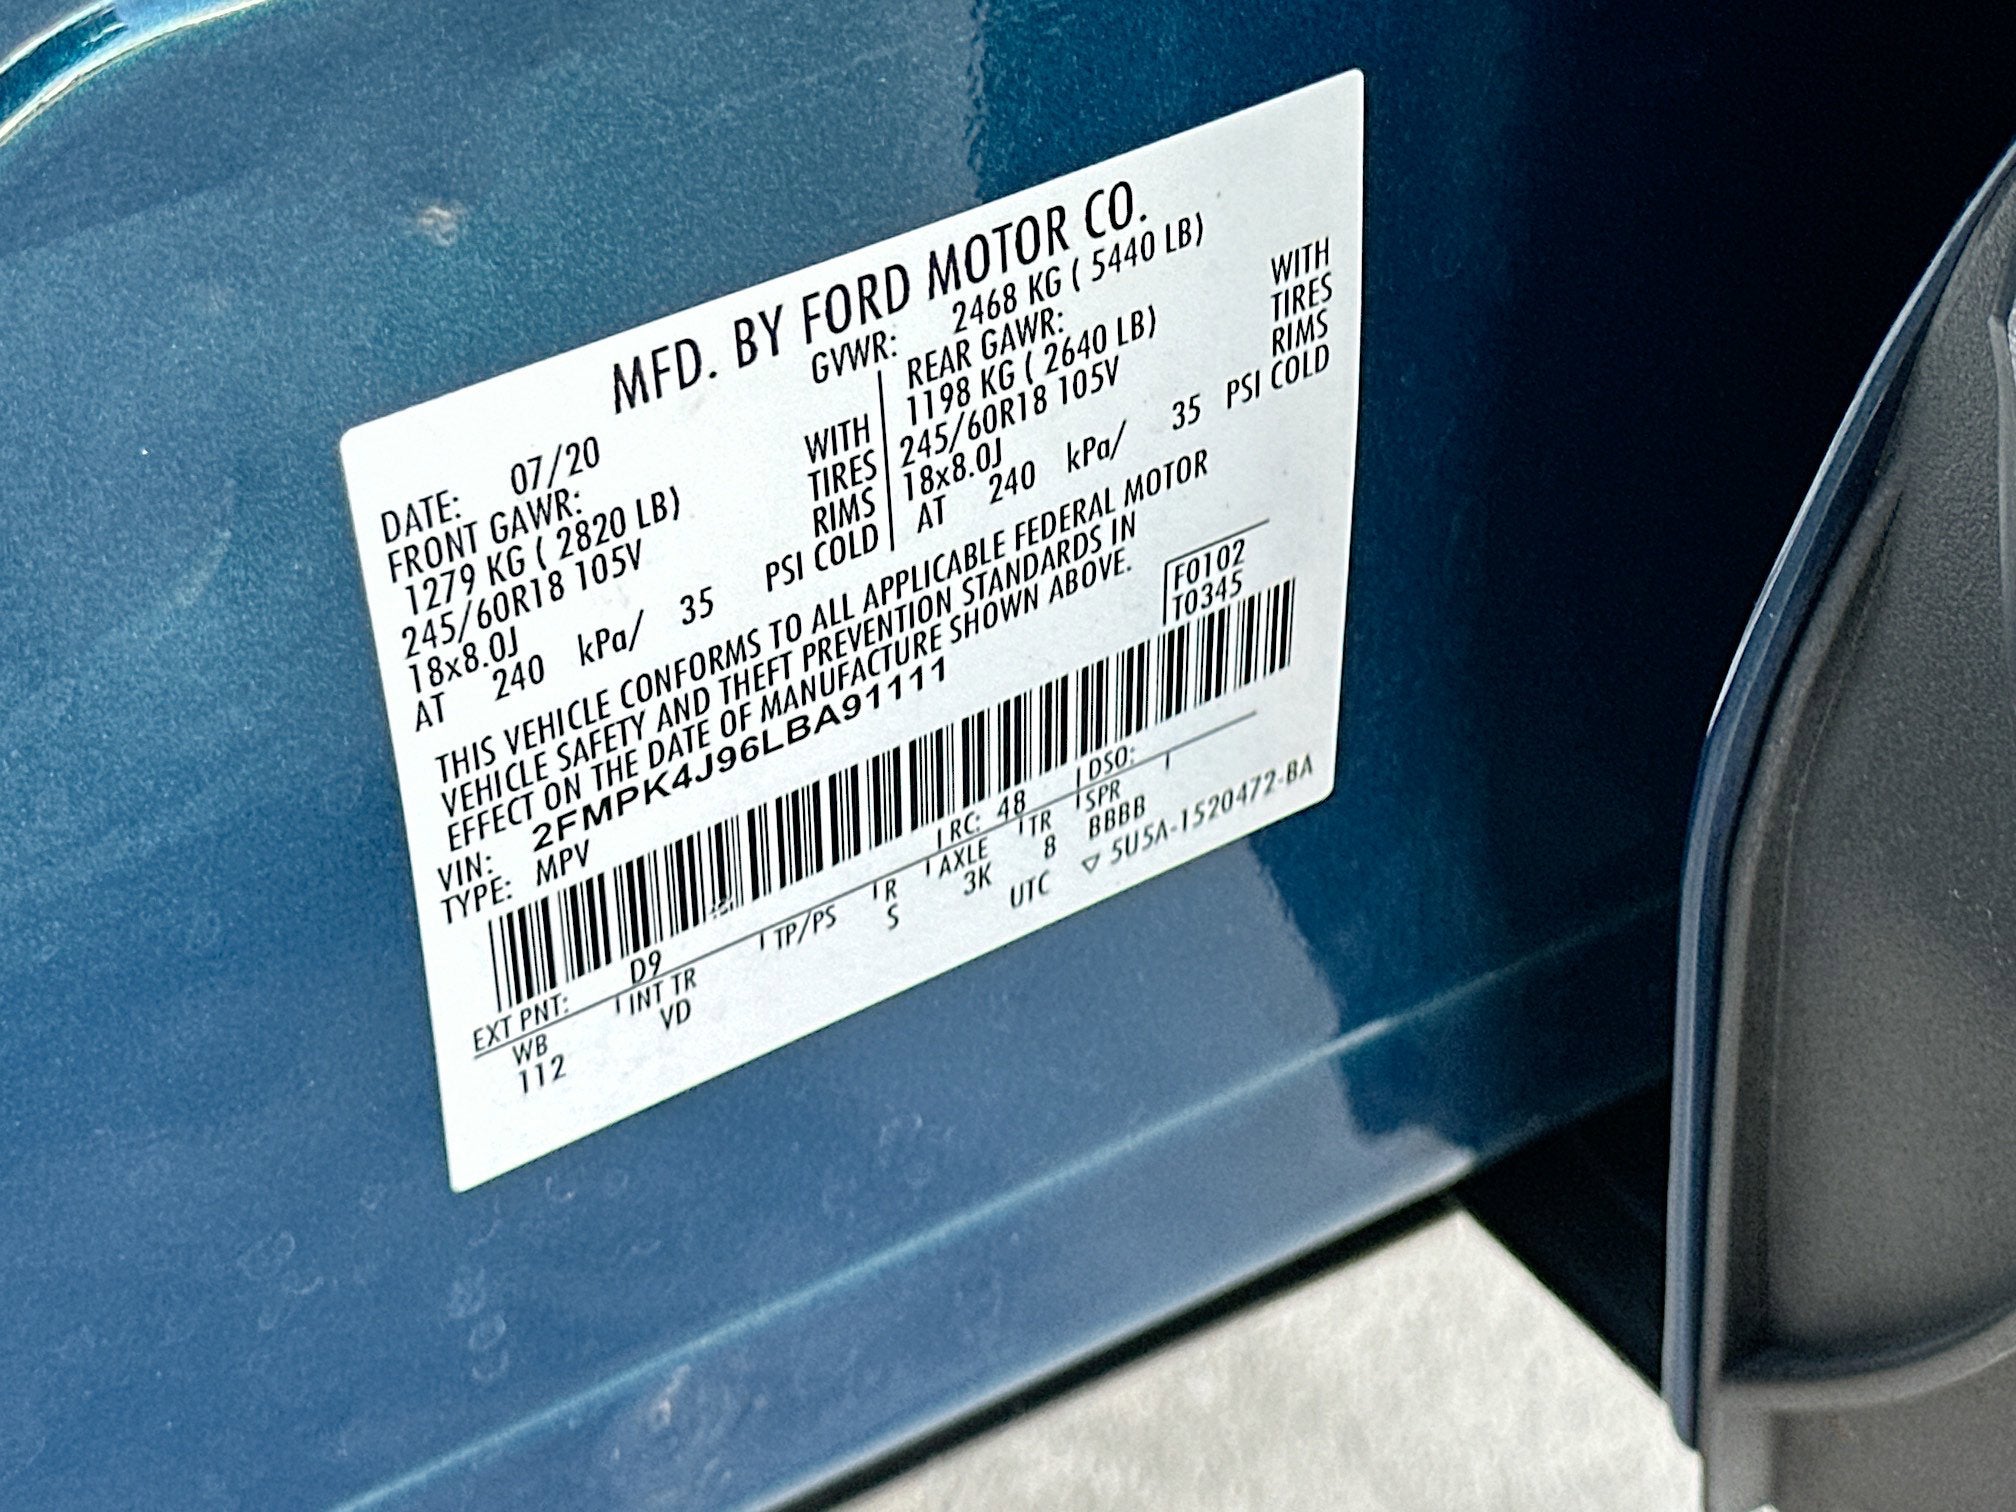 MFD. BY FORD MOTOR CO.
DATE: 07/20 GVWR: 2468 KG ( 5440 LB)
FRONT GAWR: REAR GAWR:
1279 KG ( 2820 LB) WITH 1198 KG ( 2640 LB) WITH
245/60R18 105V TIRES 245/60R18 105V TIRES
18x8.0J RIMS 18x8.0J RIMS
AT 240 kPa/ 35 PSI COLD AT 240 kPa/ 35 PSI COLD
THIS VEHICLE CONFORMS TO ALL APPLICABLE FEDERAL MOTOR
VEHICLE SAFETY AND THEFT PREVENTION STANDARDS IN
EFFECT ON THE DATE OF MANUFACTURE SHOWN ABOVE.
VIN: 2FMPK4J96LBA91111 F0102
TYPE: MPV T0345
EXT PNT: D9 RC: 48 DSO:
WB INT TR TP/PS R AXLE TR SPR
112 VD S 3K 8 BBBB
UTC ▽ 5U5A-1520472-BA